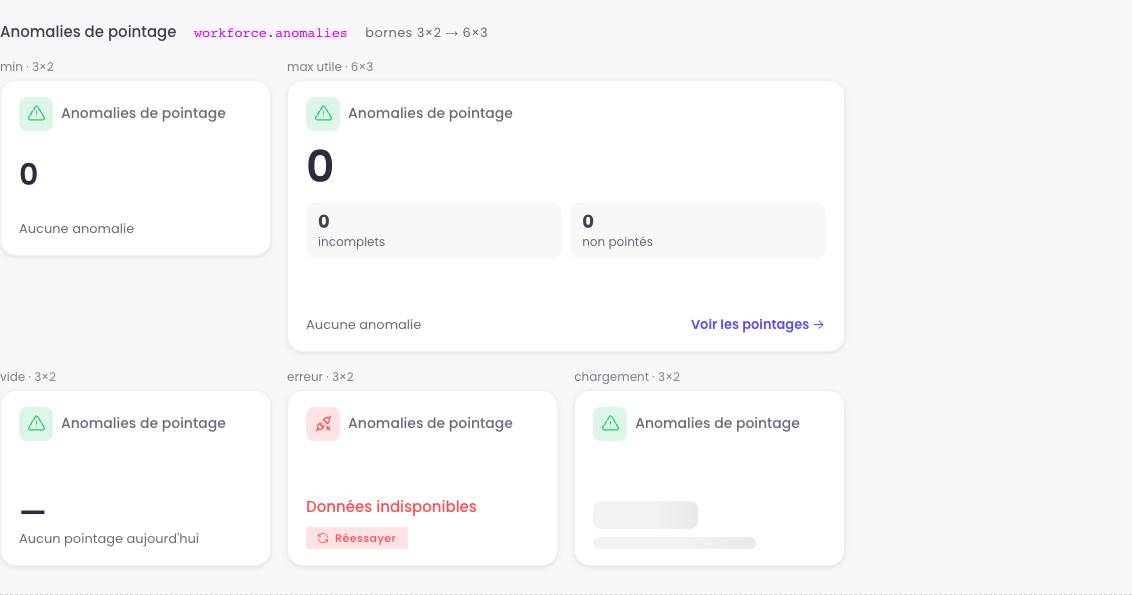 Anomalies de pointage workforce.anomalies bornes 3×2 → 6×3
min · 3×2
Anomalies de pointage
0
Aucune anomalie
max utile · 6×3
Anomalies de pointage
0
0
incomplets
0
non pointés
Aucune anomalie
Voir les pointages →
vide · 3×2
Anomalies de pointage
—
Aucun pointage aujourd'hui
erreur · 3×2
Anomalies de pointage
Données indisponibles
Réessayer
chargement · 3×2
Anomalies de pointage